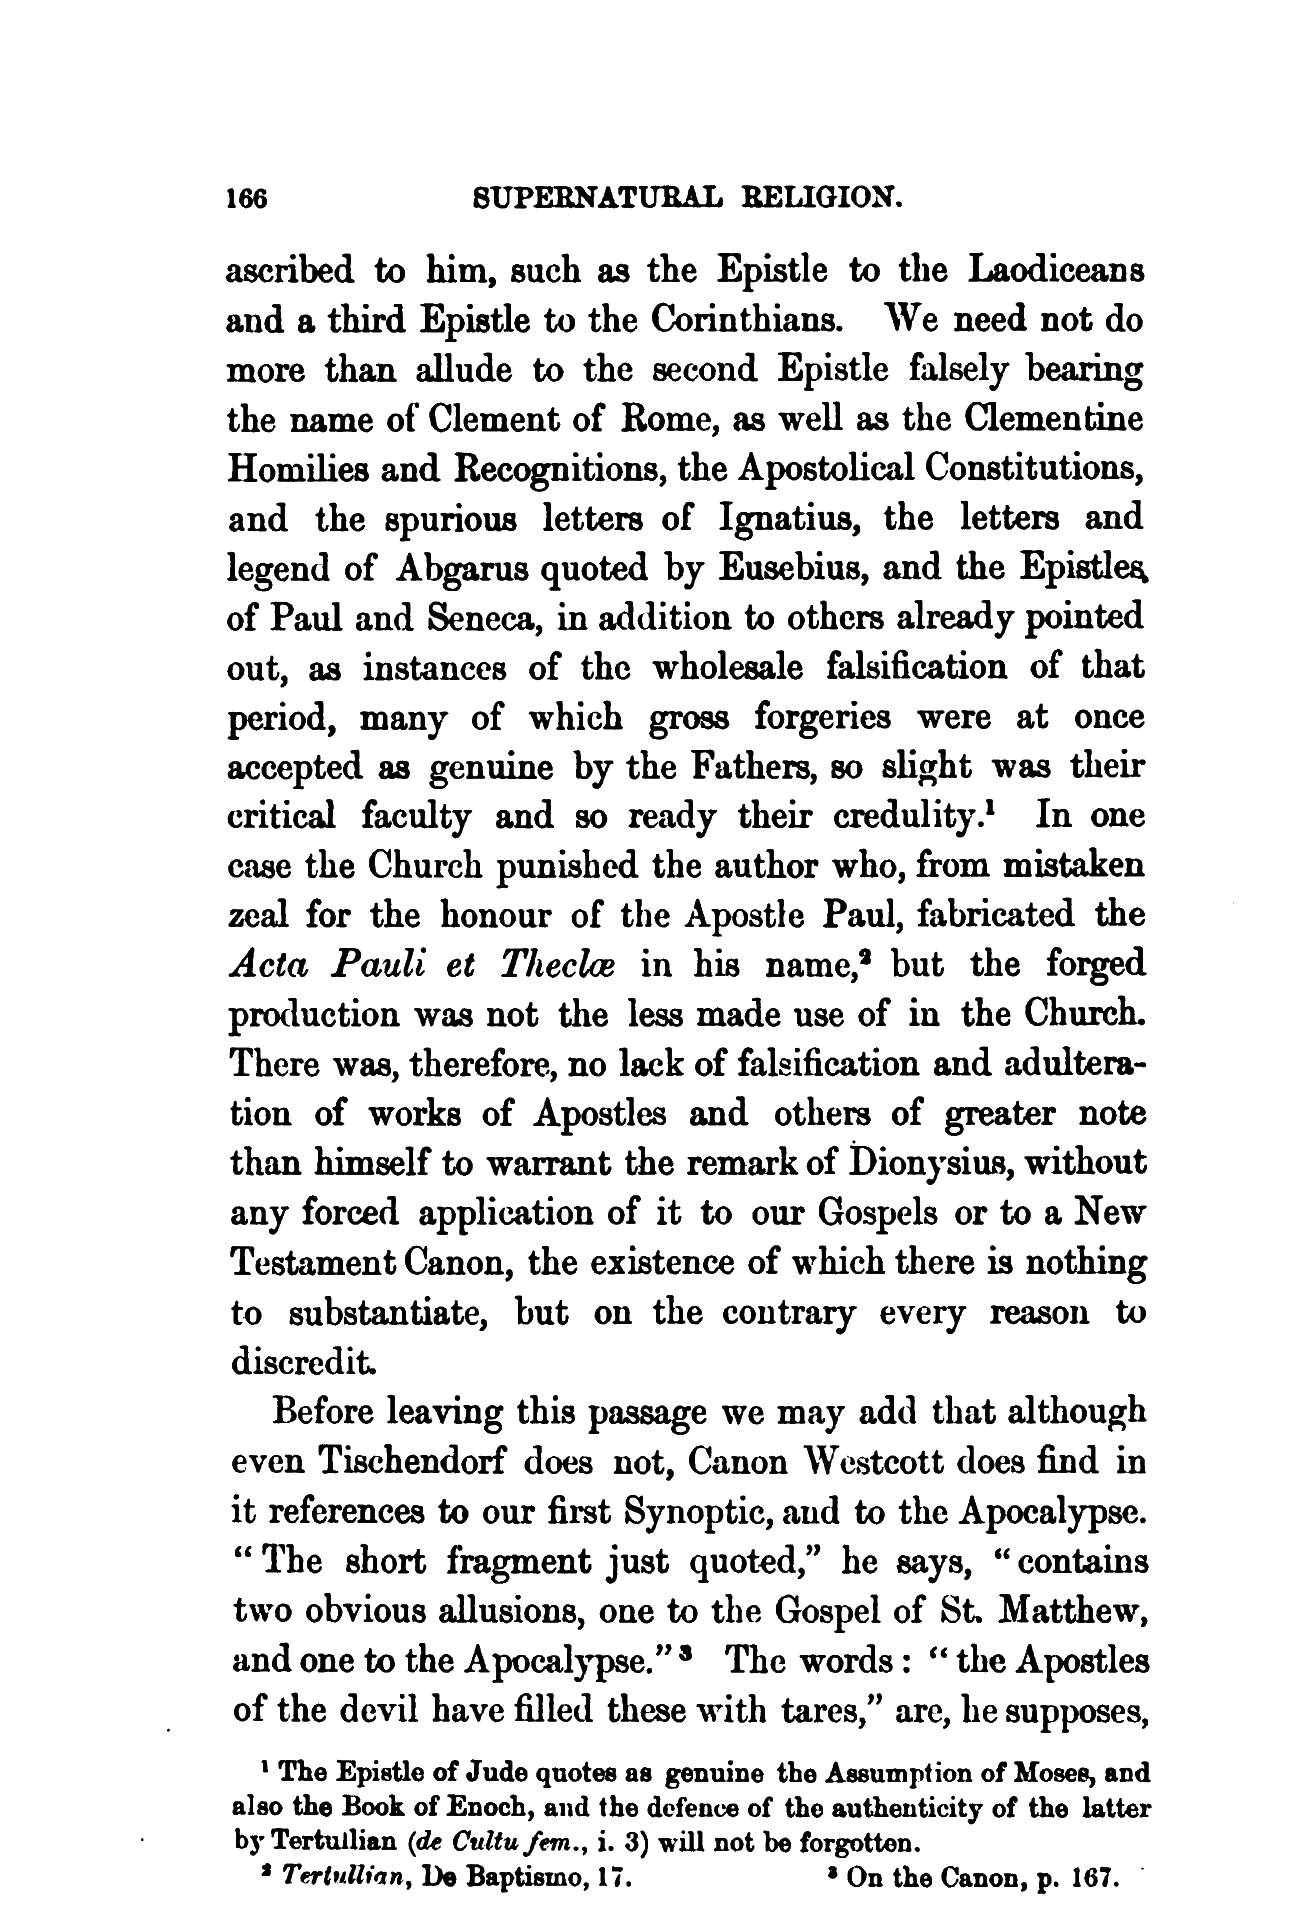 166 SUPERNATURAL RELIGION.
ascribed to him, such as the Epistle to the Laodiceans
and a third Epistle to the Corinthians. We need not do
more than allude to the second Epistle falsely bearing
the name of Clement of Rome, as well as the Clementine
Homilies and Recognitions, the Apostolical Constitutions,
and the spurious letters of Ignatius, the letters and
legend of Abgarus quoted by Eusebius, and the Epistles
of Paul and Seneca, in addition to others already pointed
out, as instances of the wholesale falsification of that
period, many of which gross forgeries were at once
accepted as genuine by the Fathers, so slight was their
critical faculty and so ready their credulity.¹ In one
case the Church punished the author who, from mistaken
zeal for the honour of the Apostle Paul, fabricated the
Acta Pauli et Theclæ in his name,² but the forged
production was not the less made use of in the Church.
There was, therefore, no lack of falsification and adultera-
tion of works of Apostles and others of greater note
than himself to warrant the remark of Dionysius, without
any forced application of it to our Gospels or to a New
Testament Canon, the existence of which there is nothing
to substantiate, but on the contrary every reason to
discredit.
Before leaving this passage we may add that although
even Tischendorf does not, Canon Westcott does find in
it references to our first Synoptic, and to the Apocalypse.
“The short fragment just quoted,” he says, “contains
two obvious allusions, one to the Gospel of St. Matthew,
and one to the Apocalypse.”³ The words: “the Apostles
of the devil have filled these with tares,” are, he supposes,
¹ The Epistle of Jude quotes as genuine the Assumption of Moses, and
also the Book of Enoch, and the defence of the authenticity of the latter
by Tertullian (de Cultu fem., i. 3) will not be forgotten.
² Tertullian, De Baptismo, 17. ³ On the Canon, p. 167.